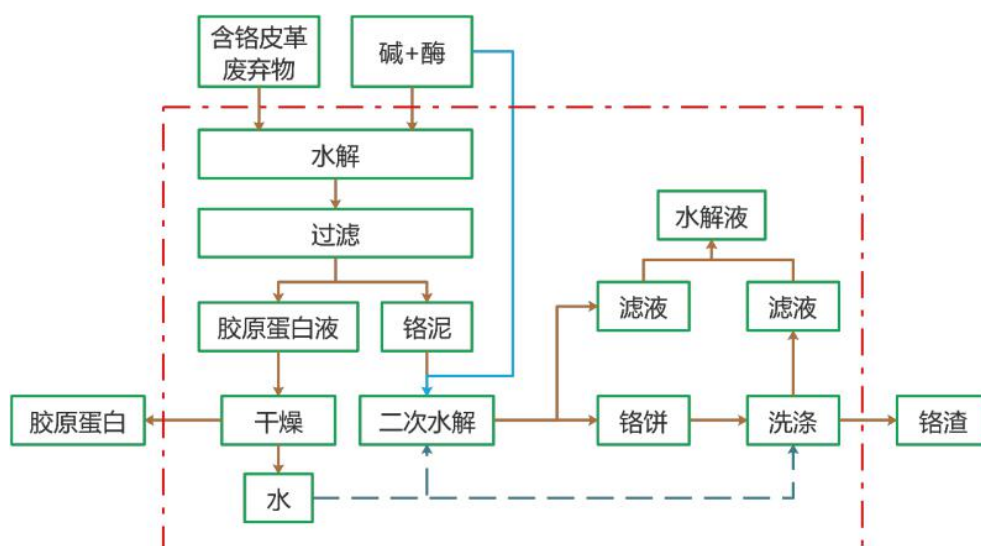 含铬皮革
废弃物
碱+酶
水解
过滤
水解液
胶原蛋白液
铬泥
滤液
滤液
胶原蛋白
干燥
二次水解
铬饼
洗涤
铬渣
水